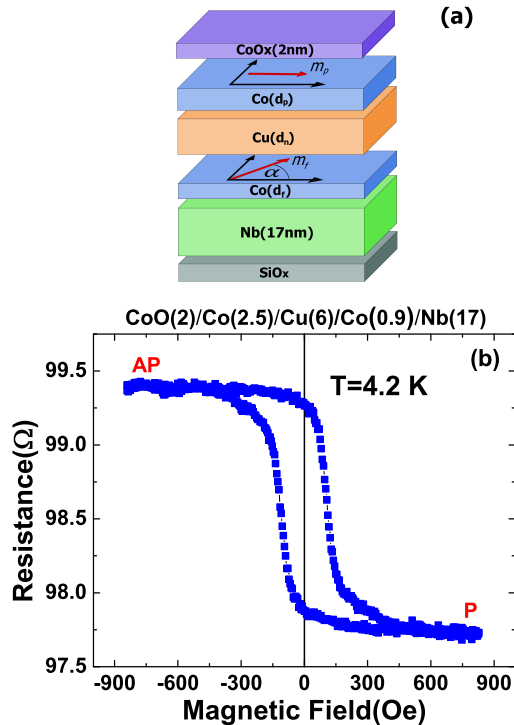 (a)
CoOx(2nm)
mp
Co(dp)
Cu(dn)
mf
α
Co(df)
Nb(17nm)
SiOx
CoO(2)/Co(2.5)/Cu(6)/Co(0.9)/Nb(17)
(b)
AP
T=4.2 K
P
99.5
99.0
98.5
98.0
97.5
Resistance(Ω)
-900 -600 -300 0 300 600 900
Magnetic Field(Oe)